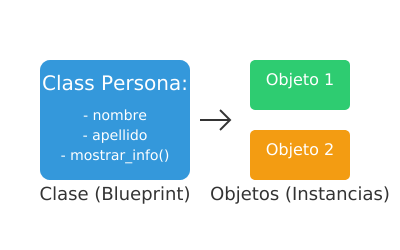 Class Persona:
- nombre
- apellido
- mostrar_info()
Clase (Blueprint)
Objeto 1
Objeto 2
Objetos (Instancias)